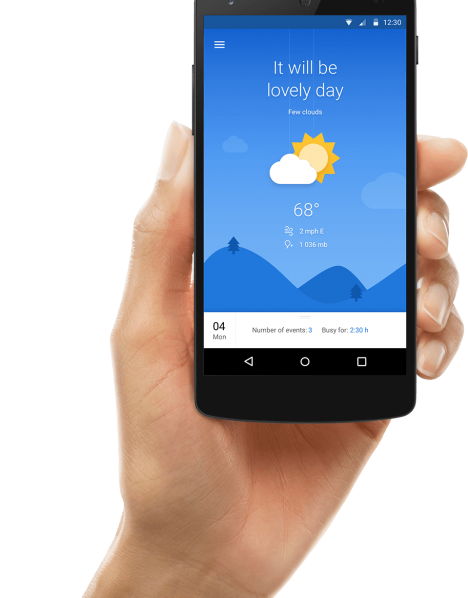 12:30
It will be
lovely day
Few clouds
68°
2 mph E
1 036 mb
04
Mon
Number of events: 3 Busy for: 2:30 h